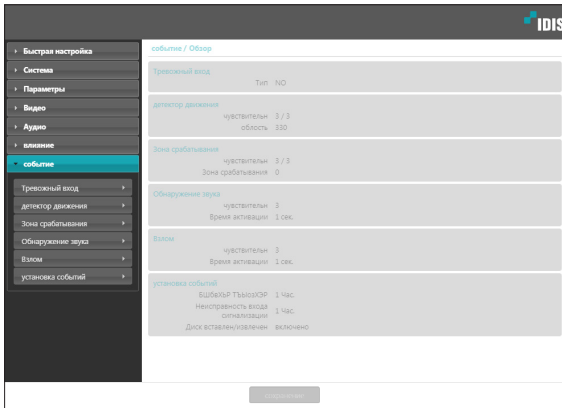 IDIS
Быстрая настройка
Система
Параметры
Видео
Аудио
влияние
событие
Тревожный вход
детектор движения
Зона срабатывания
Обнаружение звука
Взлом
установка событий
событие / Обзор
Тревожный вход
Тип NO
детектор движения
чувствительн 3 / 3
область 330
Зона срабатывания
чувствительн 3 / 3
Зона срабатывания 0
Обнаружение звука
чувствительн 3
Время активации 1 сек.
Взлом
чувствительн 3
Время активации 1 сек.
установка событий
1 Час.
Неисправность входа
сигнализации 1 Час.
Диск вставлен/извлечен включено
сохранение